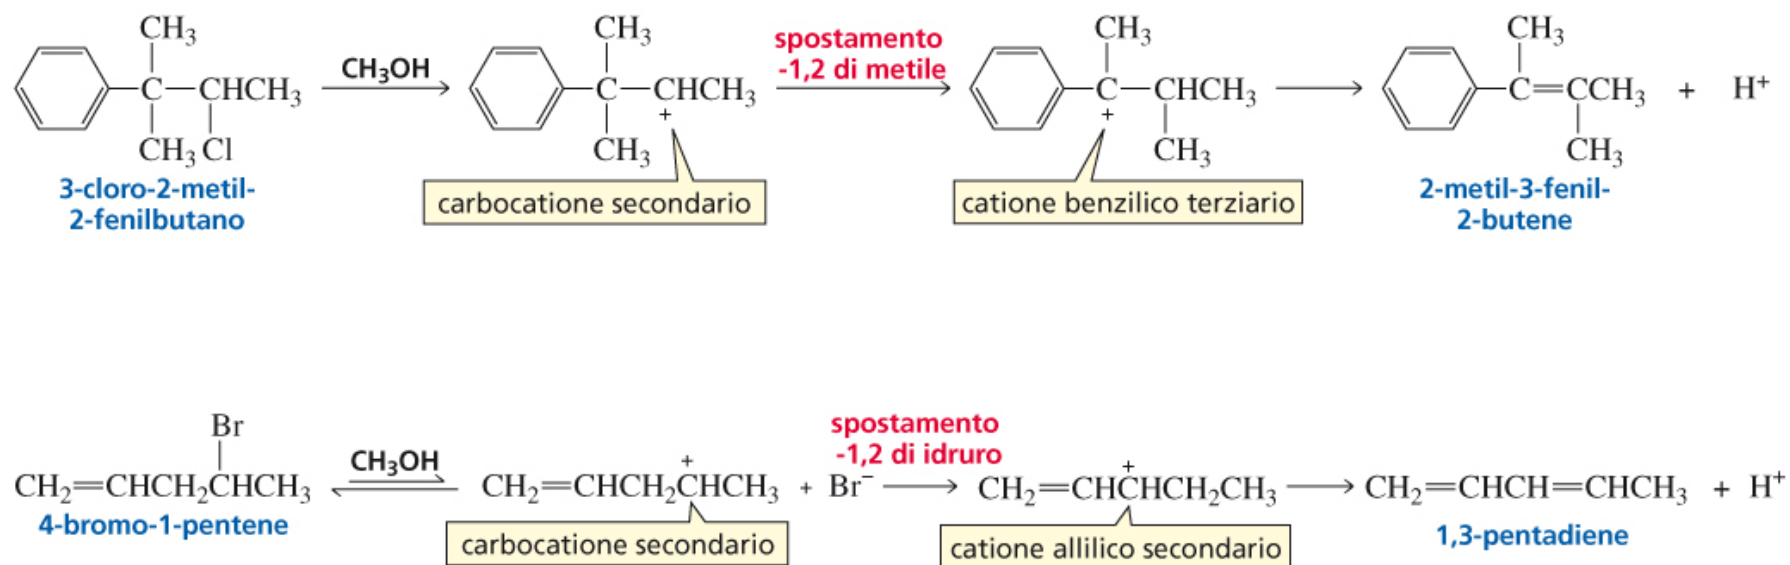 CH3 CH3 spostamento CH3 CH3
CH3OH -1,2 di metile
C—CHCH3 C—CHCH3 C—CHCH3 C=CCH3 + H+
+ +
CH3 Cl CH3 CH3 CH3
3-cloro-2-metil- carbocatione secondario catione benzilico terziario 2-metil-3-fenil-
2-fenilbutano 2-butene
Br spostamento
CH3OH + -1,2 di idruro +
CH2=CHCH2CHCH3 CH2=CHCH2CHCH3 + Br− CH2=CHCHCH2CH3 CH2=CHCH=CHCH3 + H+
4-bromo-1-pentene carbocatione secondario catione allilico secondario 1,3-pentadiene